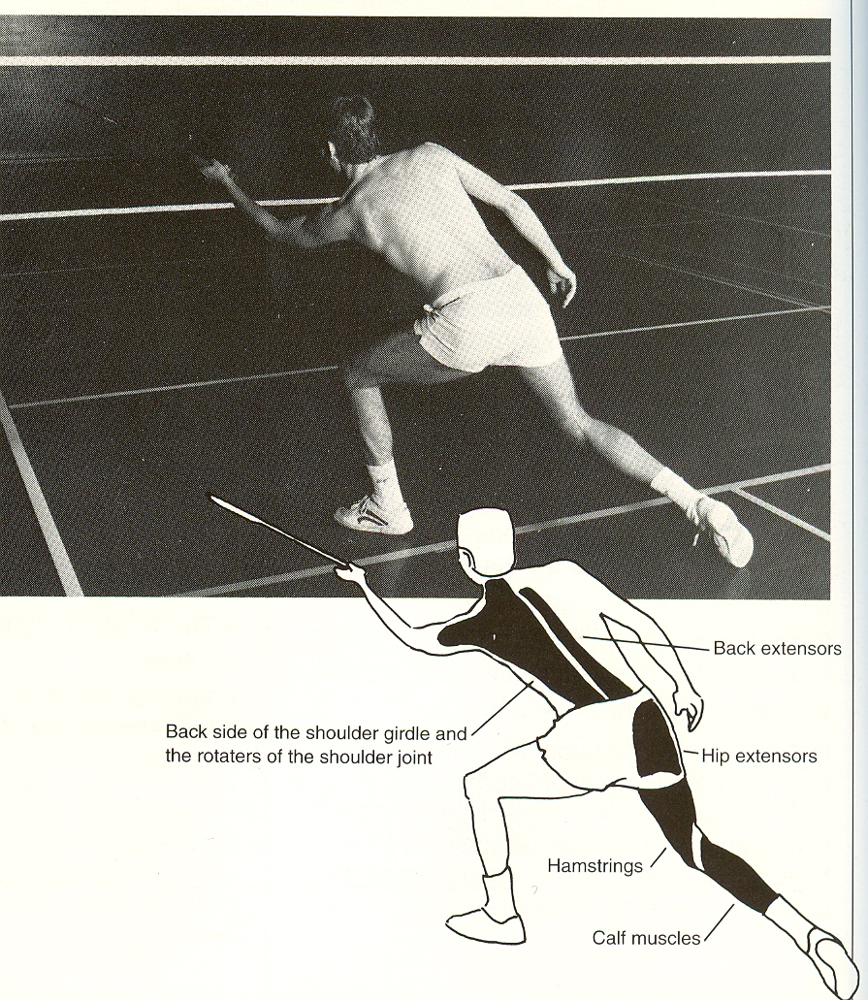 Back extensors
Back side of the shoulder girdle and
the rotaters of the shoulder joint
Hip extensors
Hamstrings
Calf muscles